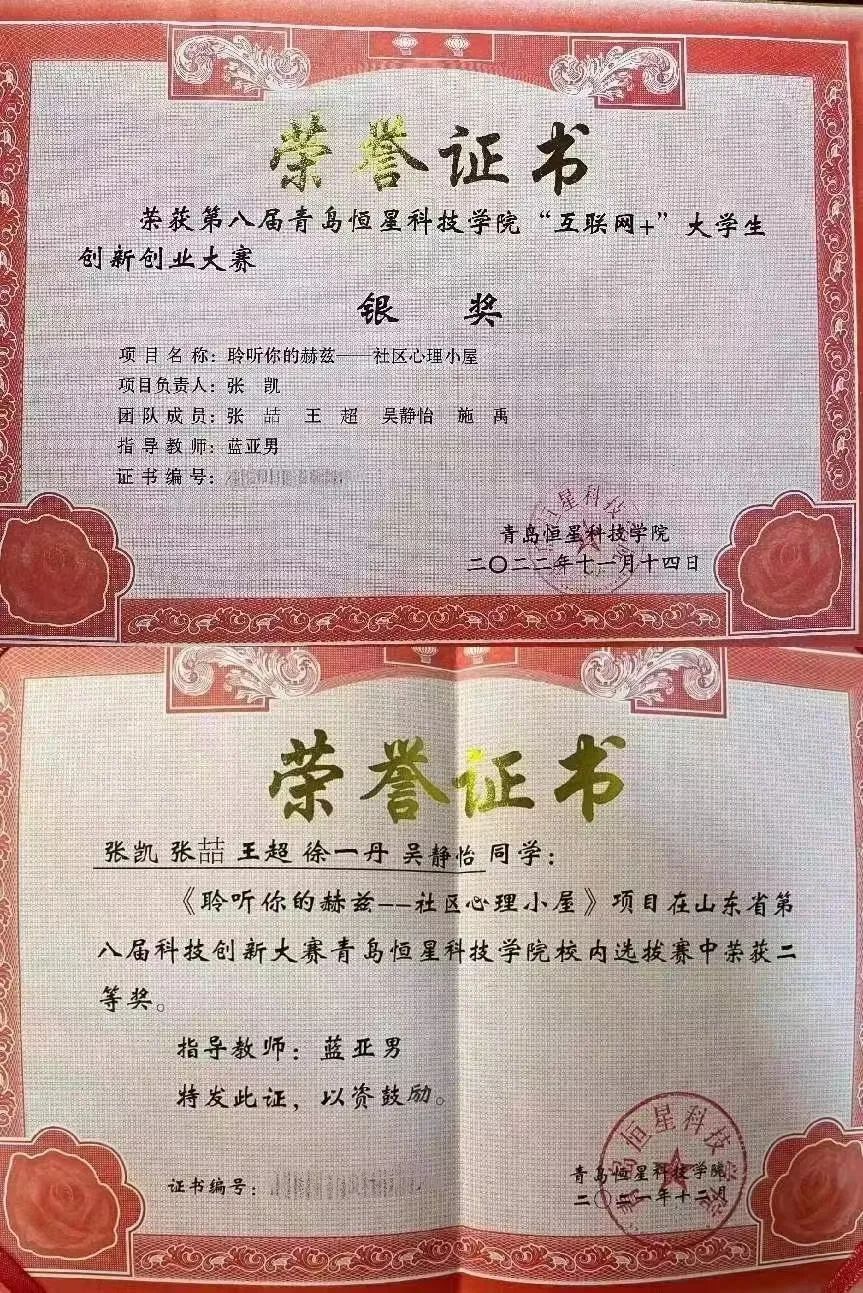 荣誉证书
荣获第八届青岛恒星科技学院“互联网+”大学生
创新创业大赛
银 奖
项目名称：聆听你的赫兹——社区心理小屋
项目负责人：张 凯
团队成员：张 喆 王 超 吴静怡 施 禹
指导教师：蓝亚男
证书编号：
青岛恒星科技学院
二〇二二年十一月十四日
荣誉证书
张凯 张喆 王超 徐一丹 吴静怡 同学：
《聆听你的赫兹--社区心理小屋》项目在山东省第
八届科技创新大赛青岛恒星科技学院校内选拔赛中荣获二
等奖。
指导教师：蓝亚男
特发此证，以资鼓励。
证书编号：
青岛恒星科技学院
二〇二一年十二月